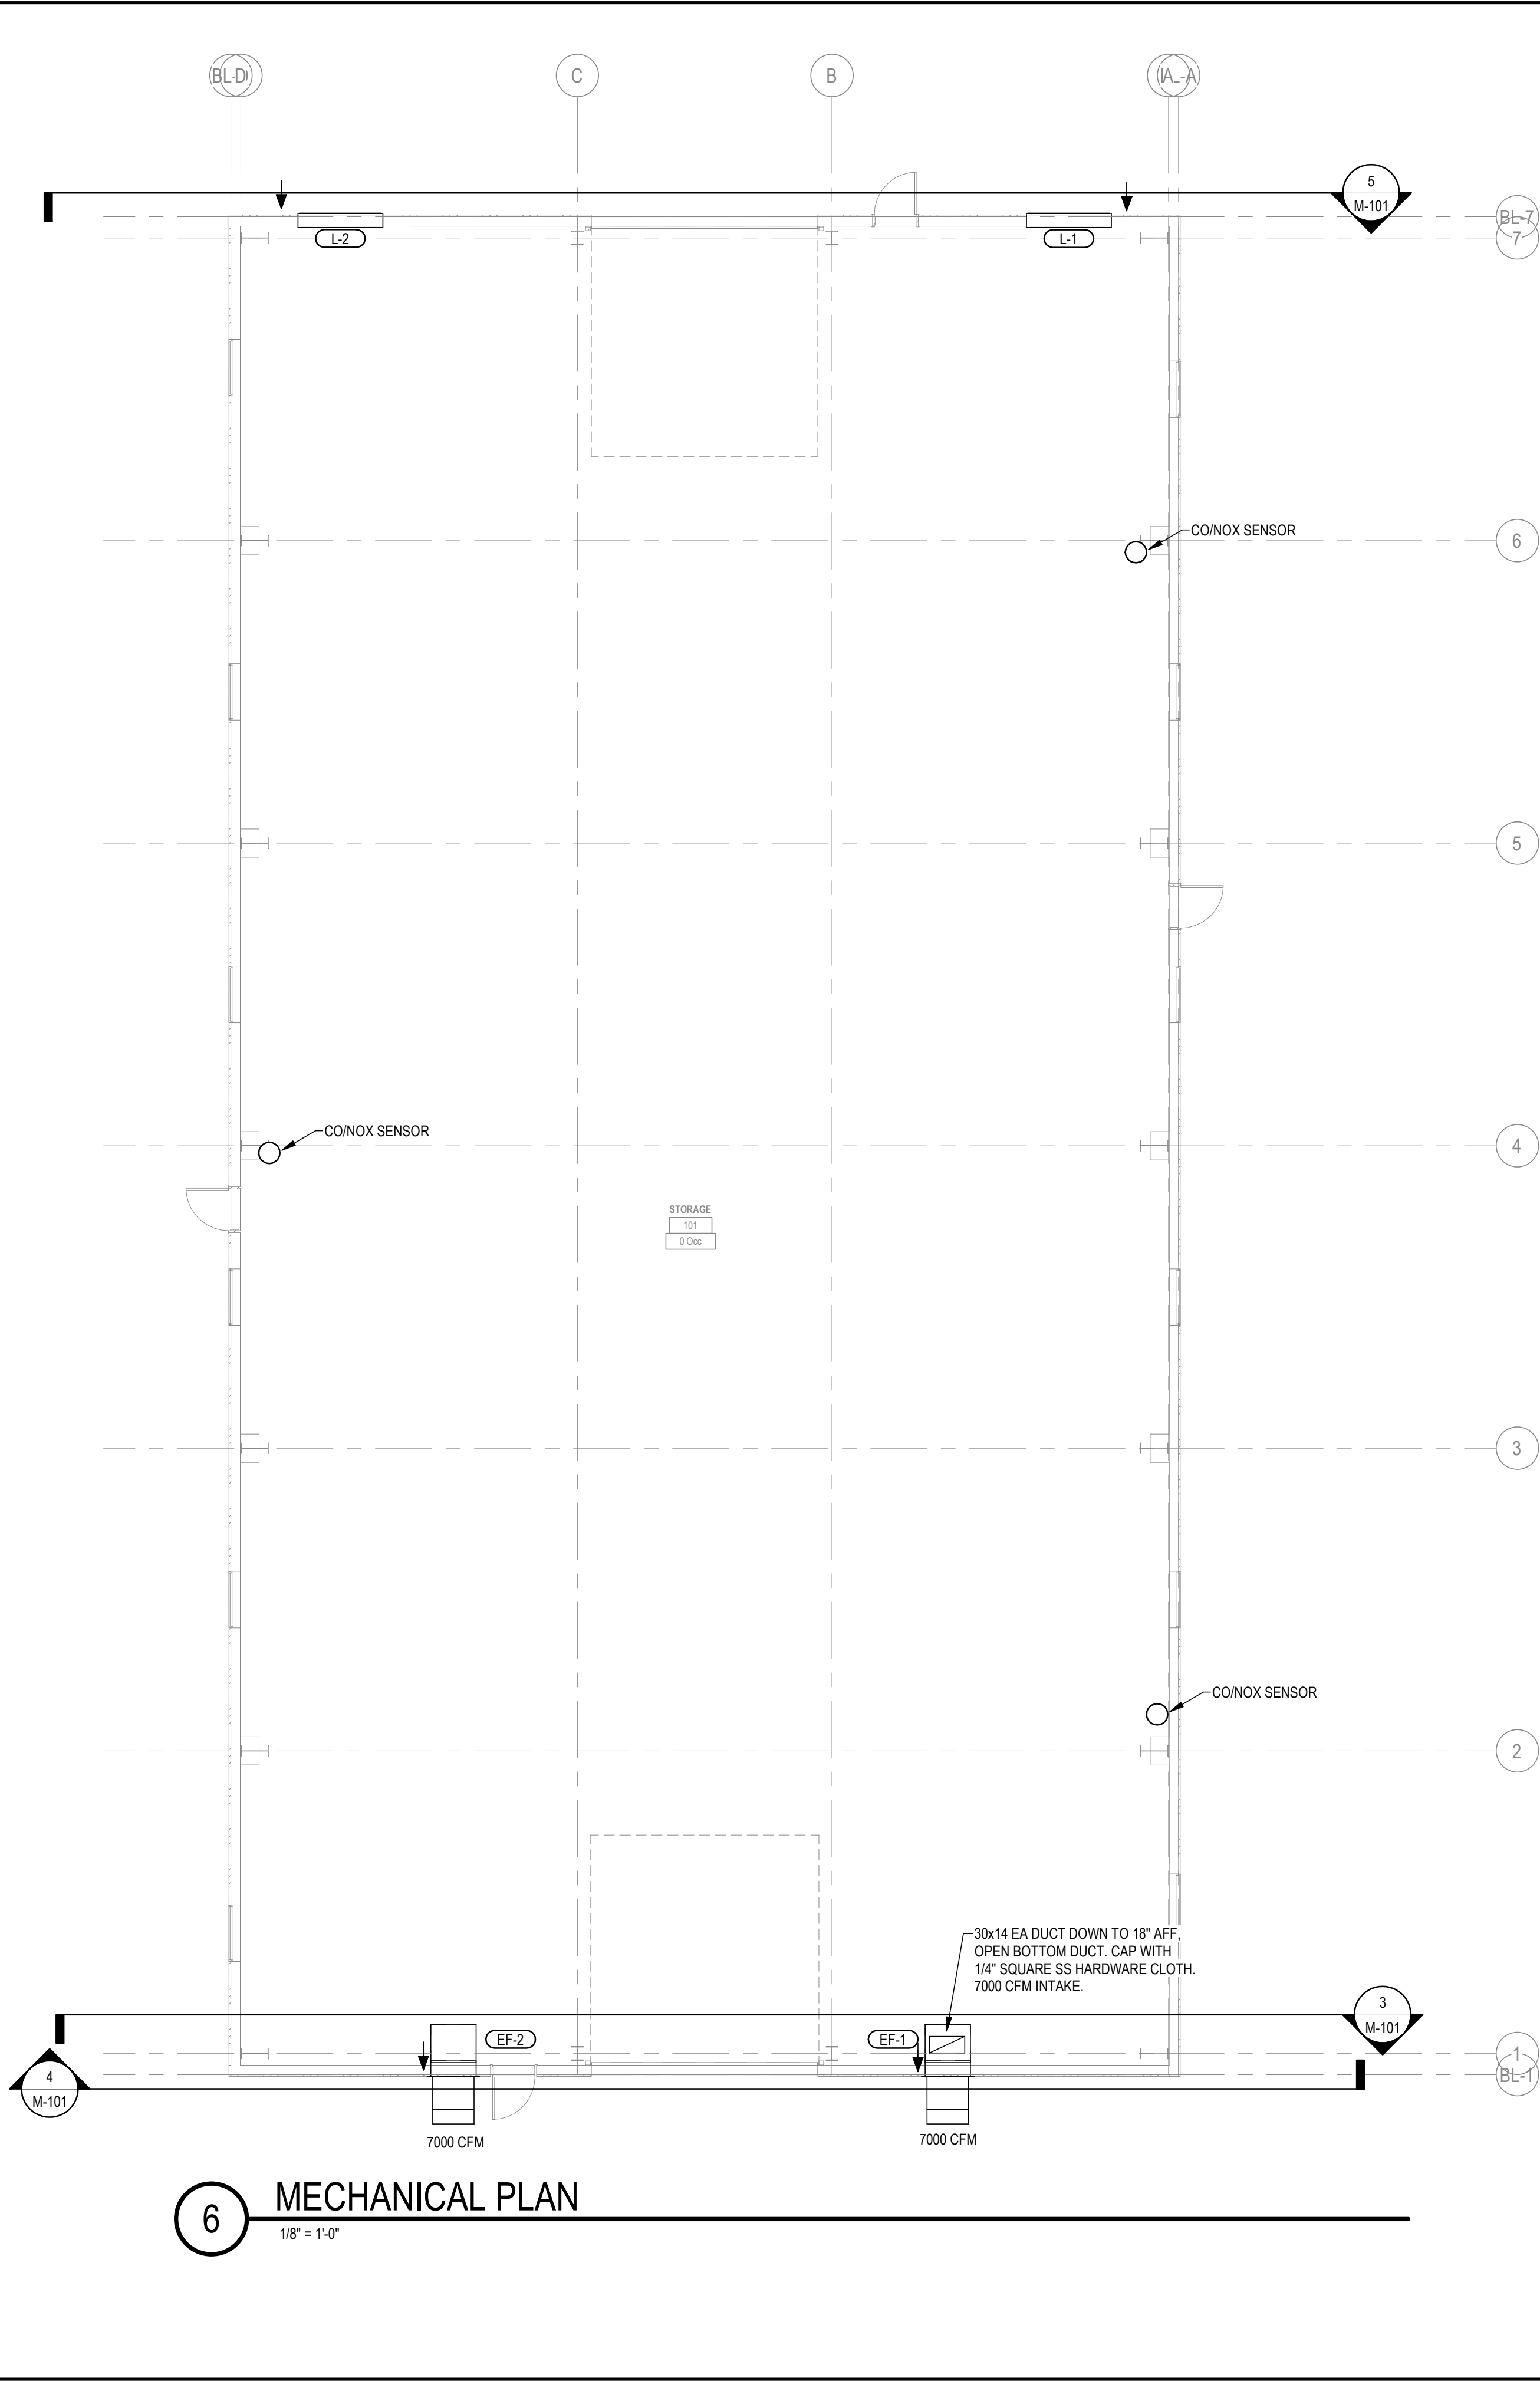 BL-D
C
B
A
5
M-101
L-2
L-1
BL-7
7
CO/NOX SENSOR
6
5
CO/NOX SENSOR
4
STORAGE
101
0 Occ
3
CO/NOX SENSOR
2
30x14 EA DUCT DOWN TO 18" AFF,
OPEN BOTTOM DUCT. CAP WITH
1/4" SQUARE SS HARDWARE CLOTH.
7000 CFM INTAKE.
3
M-101
EF-2
EF-1
1
BL-1
4
M-101
7000 CFM
7000 CFM
6
MECHANICAL PLAN
1/8" = 1'-0"